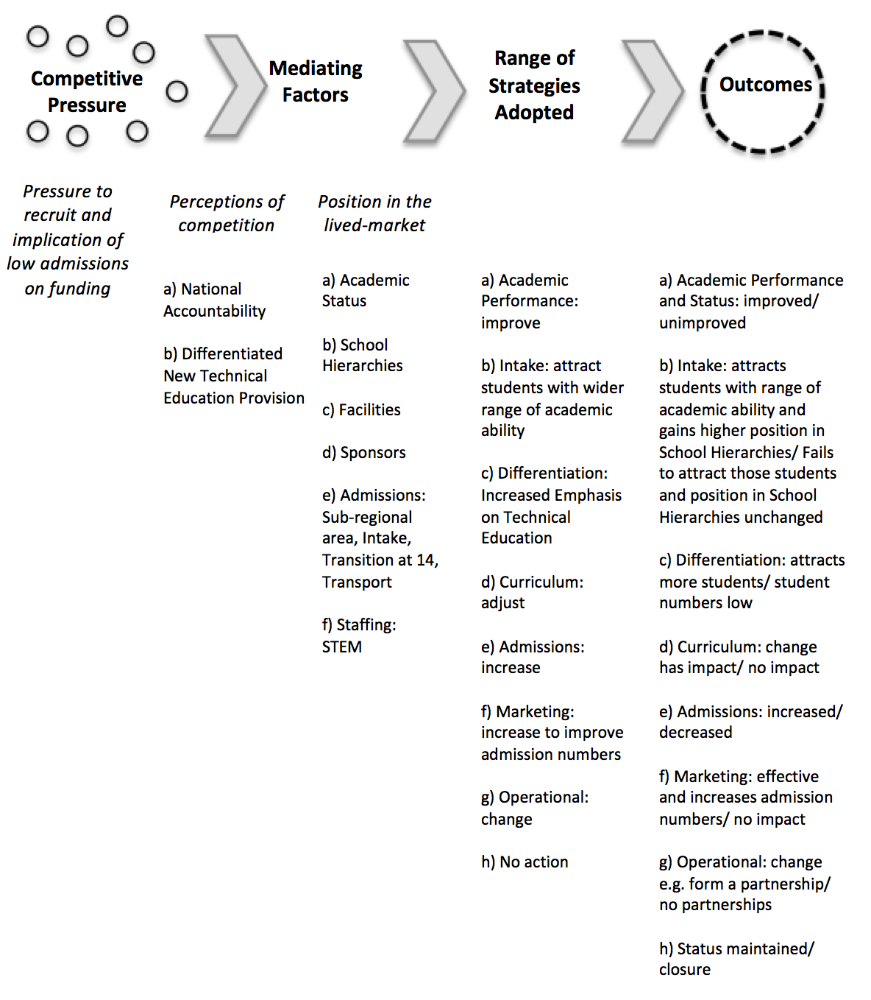 Competitive
Pressure
Mediating
Factors
Range of
Strategies
Adopted
Outcomes
Pressure to
recruit and
implication of
low admissions
on funding
Perceptions of
competition
a) National
Accountability
b) Differentiated
New Technical
Education Provision
Position in the
lived-market
a) Academic
Status
b) School
Hierarchies
c) Facilities
d) Sponsors
e) Admissions:
Sub-regional
area, Intake,
Transition at 14,
Transport
f) Staffing:
STEM
a) Academic
Performance:
improve
b) Intake: attract
students with wider
range of academic
ability
c) Differentiation:
Increased Emphasis
on Technical
Education
d) Curriculum:
adjust
e) Admissions:
increase
f) Marketing:
increase to improve
admission numbers
g) Operational:
change
h) No action
a) Academic Performance
and Status: improved/
unimproved
b) Intake: attracts
students with range of
academic ability and
gains higher position in
School Hierarchies/ Fails
to attract those students
and position in School
Hierarchies unchanged
c) Differentiation: attracts
more students/ student
numbers low
d) Curriculum: change
has impact/ no impact
e) Admissions: increased/
decreased
f) Marketing: effective
and increases admission
numbers/ no impact
g) Operational: change
e.g. form a partnership/
no partnerships
h) Status maintained/
closure